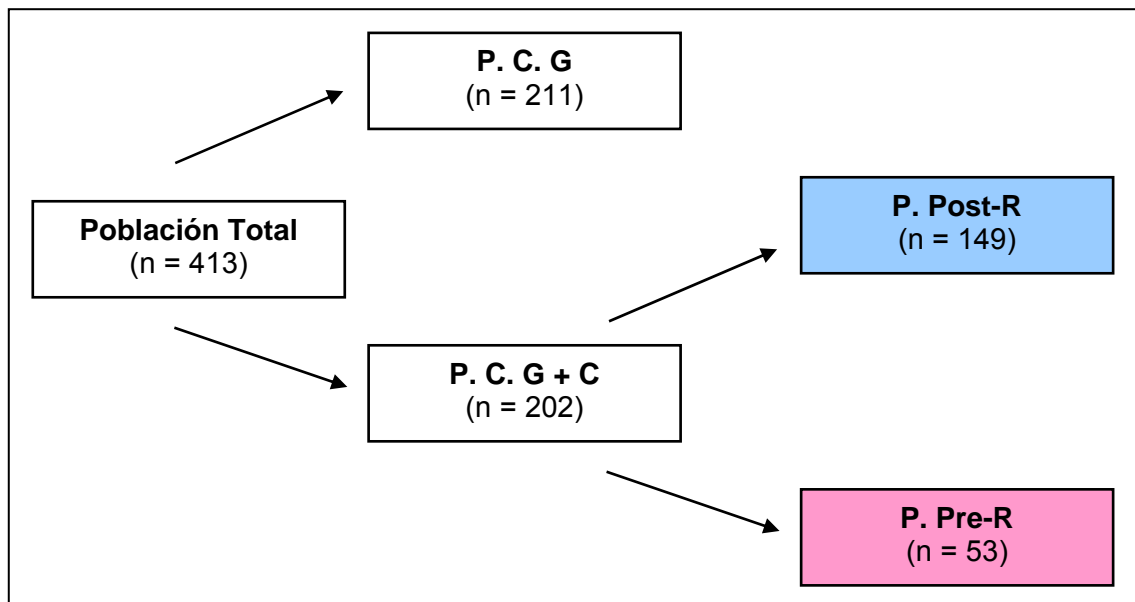 P. C. G
(n = 211)
Población Total
(n = 413)
P. Post-R
(n = 149)
P. C. G + C
(n = 202)
P. Pre-R
(n = 53)